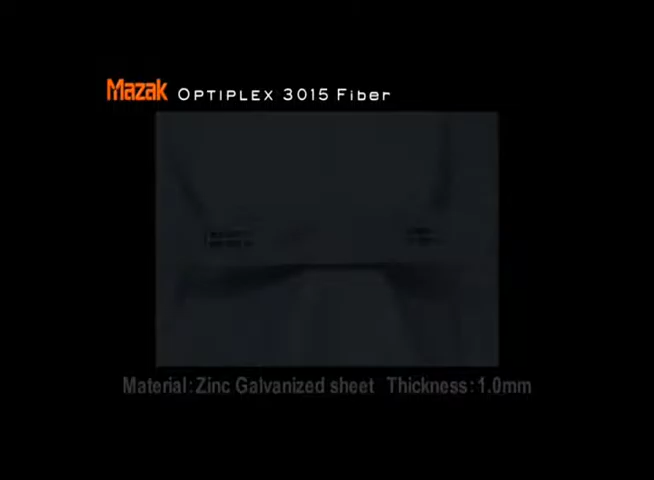 Mazak OPTIPLEX 3015 Fiber
Material:Zinc Galvanized sheet Thickness:1.0mm